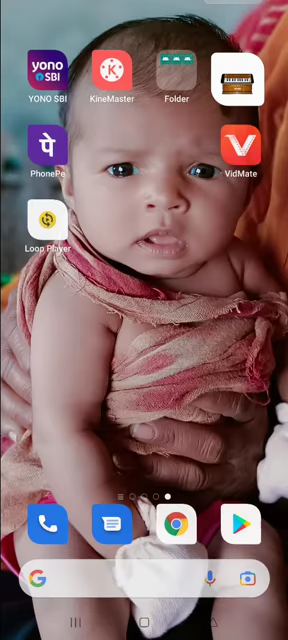 yono
SBI
YONO SBI
KineMaster
Folder
पे
PhonePe
VidMate
Loop Player